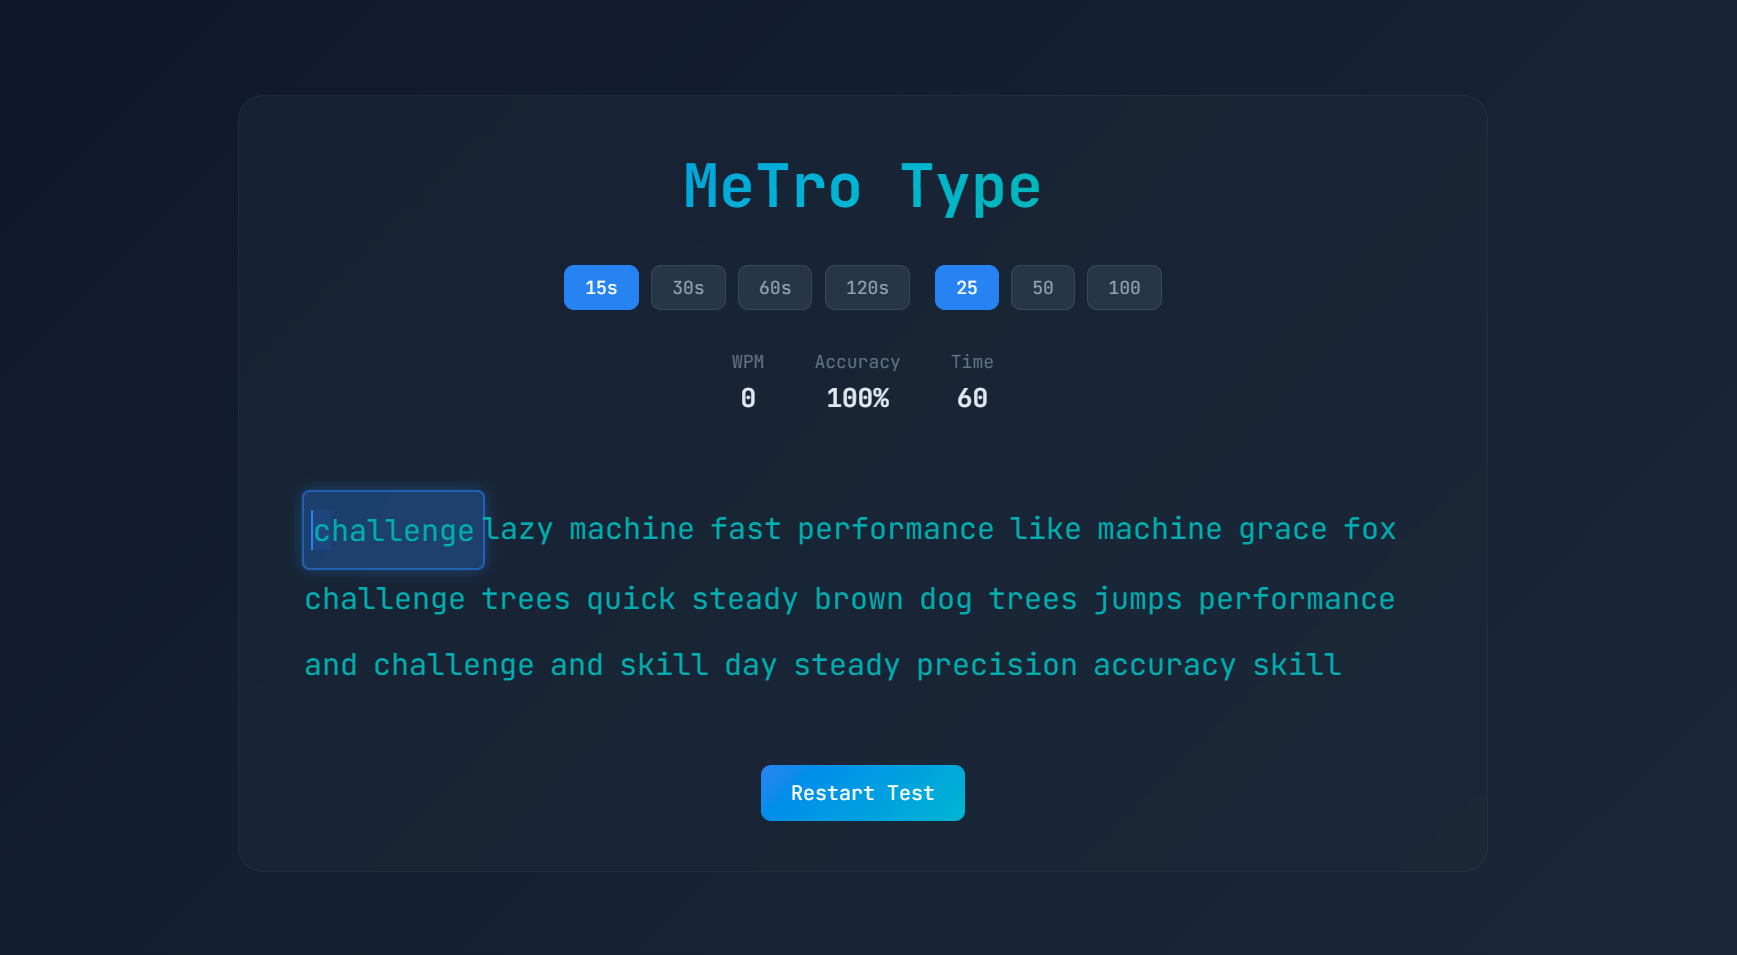 MeTro Type
15s 30s 60s 120s 25 50 100
WPM Accuracy Time
0 100% 60
challenge lazy machine fast performance like machine grace fox
challenge trees quick steady brown dog trees jumps performance
and challenge and skill day steady precision accuracy skill
Restart Test